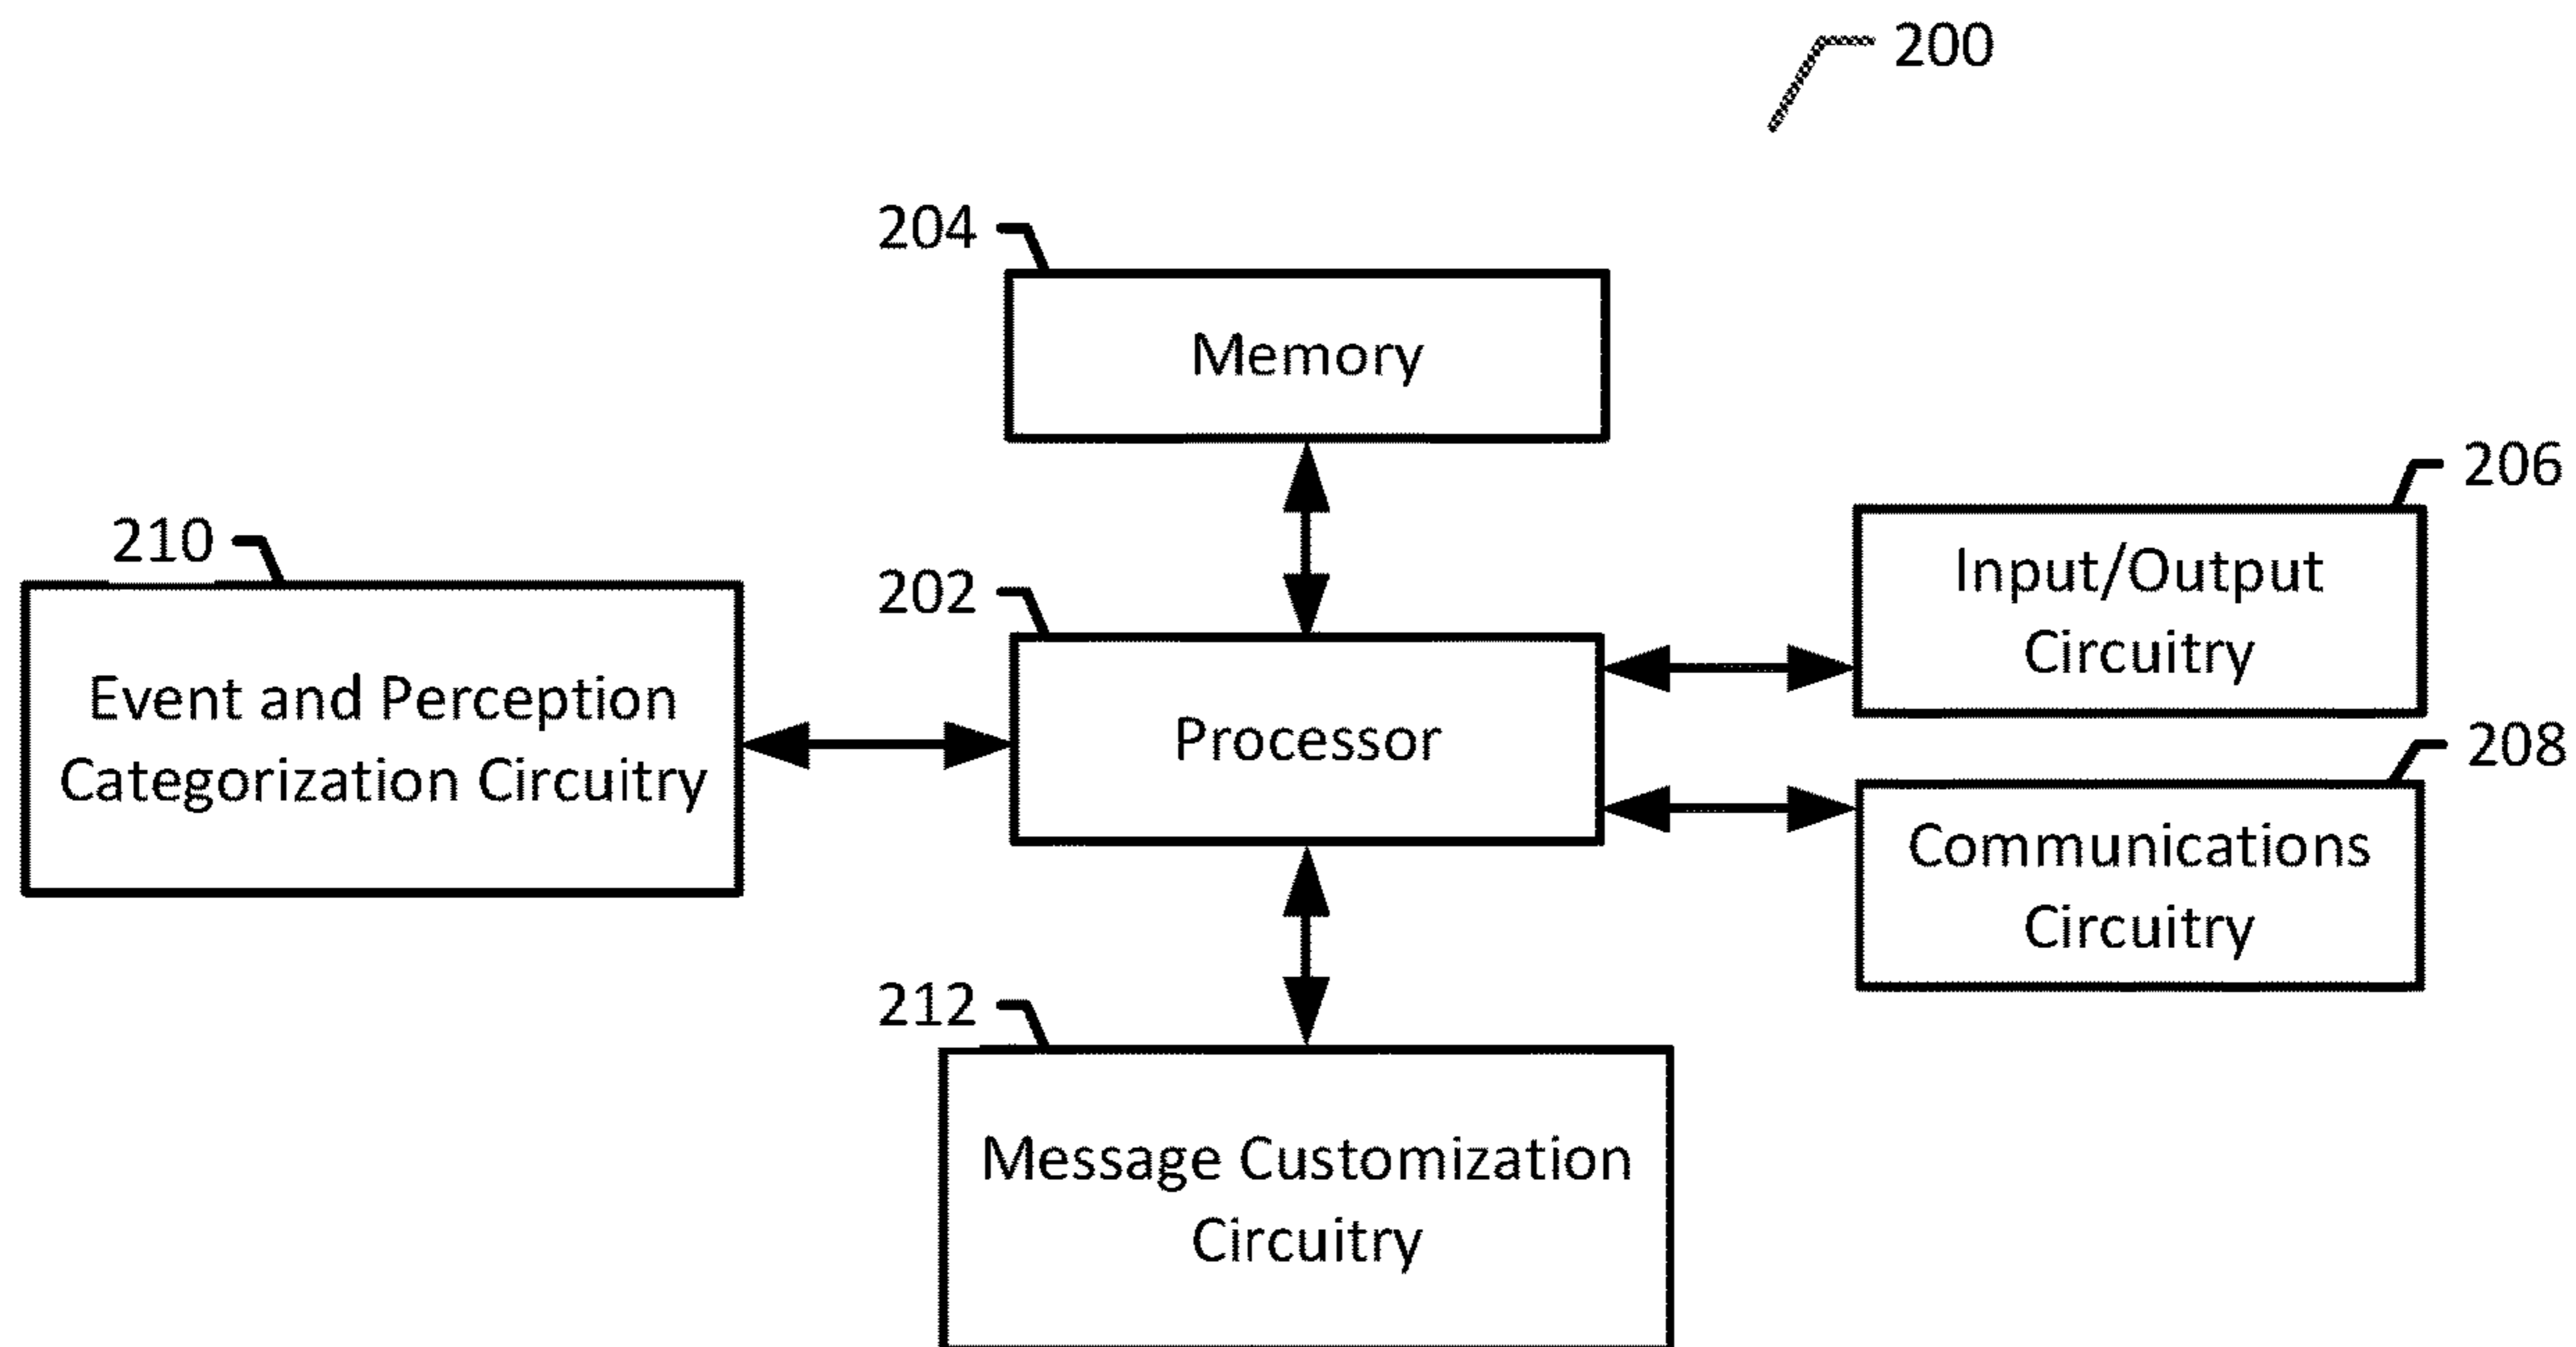 200
204
Memory
206
Input/Output
Circuitry
210
Event and Perception
Categorization Circuitry
202
Processor
208
Communications
Circuitry
212
Message Customization
Circuitry